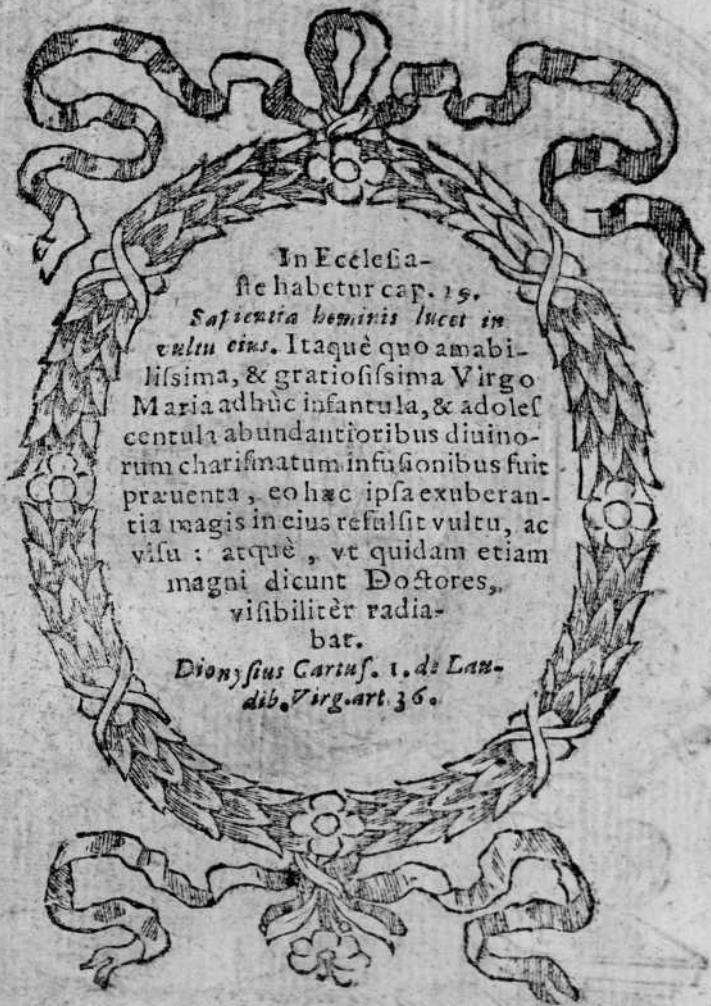 In Ecclesia-
ste habetur cap. 19.
Sapientia hominis lucet in
vultu eius. Itaquè quo amabi-
lissima, & gratiosissima Virgo
Maria adhùc infantula, & adoles
centula abundantioribus diuino-
rum charismatum infusionibus fuit
præuenta, eo hæc ipsa exuberan-
tia magis in eius refulsit vultu, ac
visu : atquè, vt quidam etiam
magni dicunt Doctores,
visibilitèr radia-
bat.
Dionysius Cartus. 1. de Lau-
dib. Virg. art. 36.